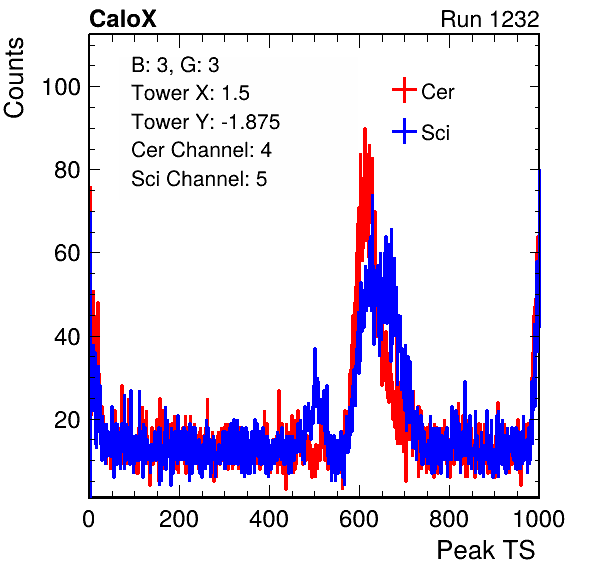 CaloX Run 1232
Counts
B: 3, G: 3
Tower X: 1.5
Tower Y: -1.875
Cer Channel: 4
Sci Channel: 5
Cer
Sci
100
80
60
40
20
0 200 400 600 800 1000
Peak TS